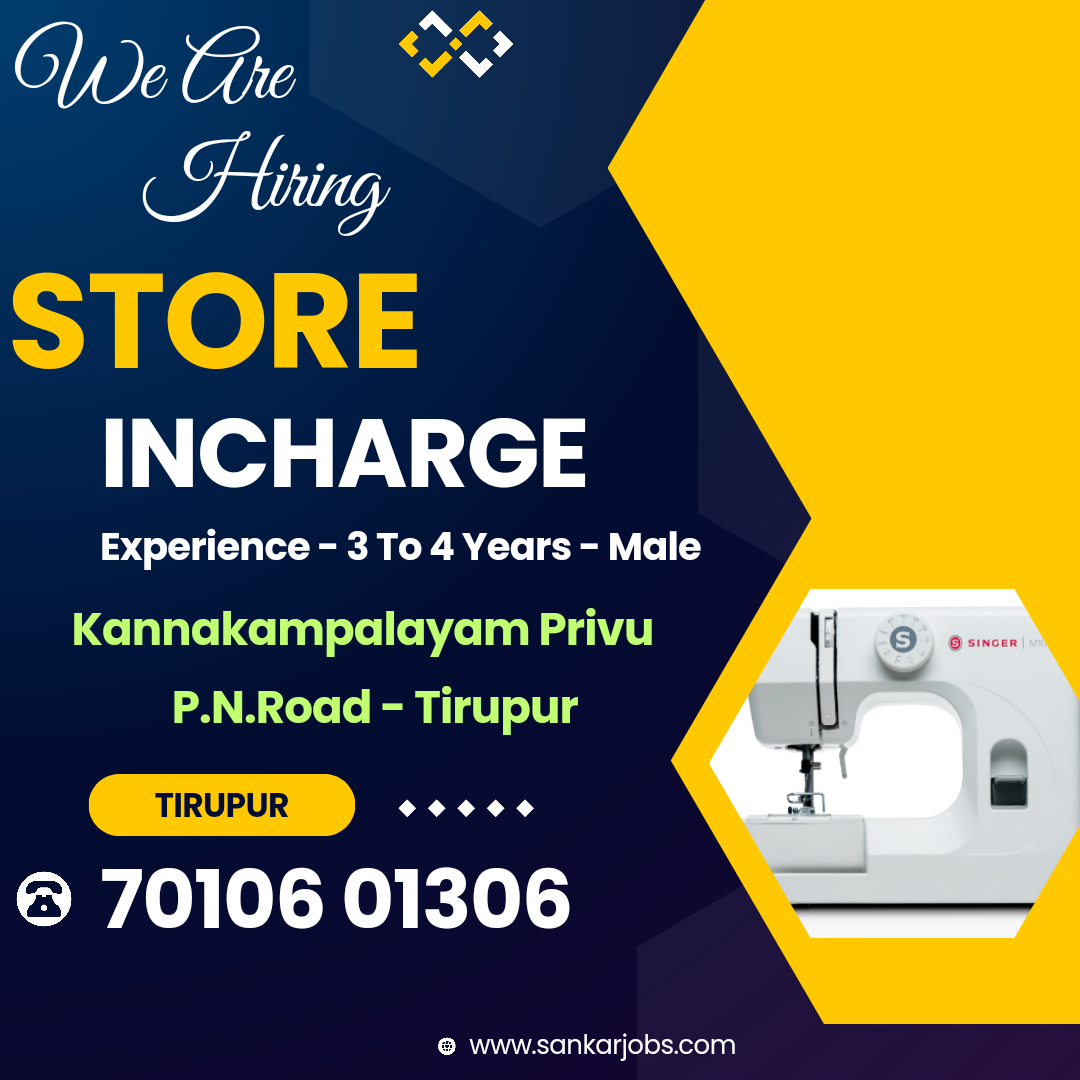 We Are
Hiring
STORE
INCHARGE
Experience - 3 To 4 Years - Male
Kannakampalayam Privu
P.N.Road - Tirupur
TIRUPUR
70106 01306
S SINGER
www.sankarjobs.com